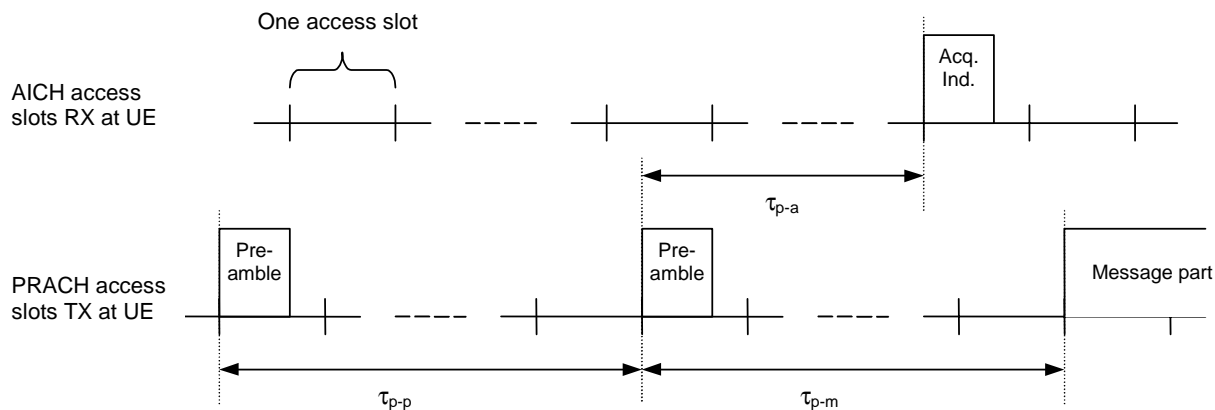 One access slot
AICH access
slots RX at UE
Acq.
Ind.
τp-a
Pre-
amble
Pre-
amble
Message part
PRACH access
slots TX at UE
τp-p
τp-m